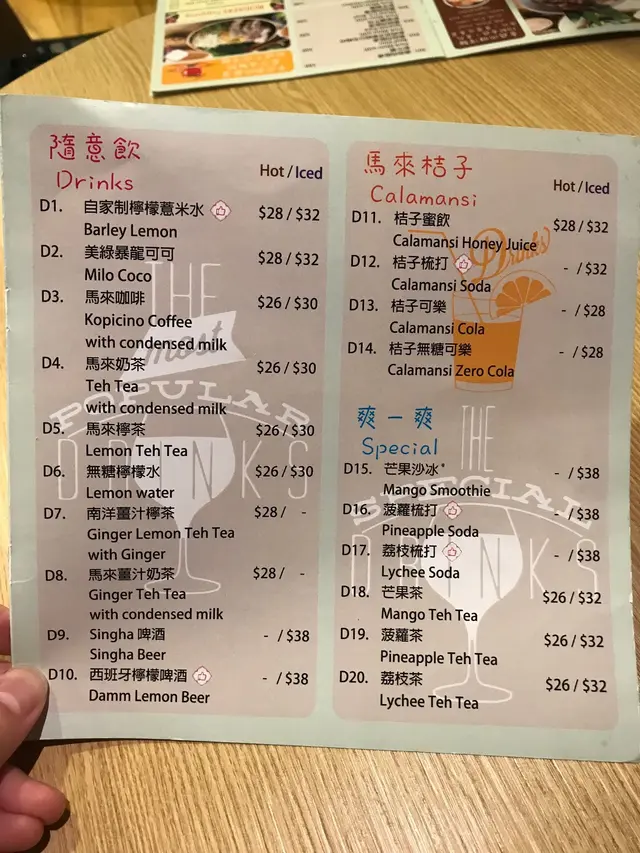 隨意飲
Drinks
Hot / Iced
D1. 自家制檸檬薏米水 $28 / $32
Barley Lemon
D2. 美綠暴龍可可 $28 / $32
Milo Coco
D3. 馬來咖啡 $26 / $30
Kopicino Coffee
with condensed milk
D4. 馬來奶茶 $26 / $30
Teh Tea
with condensed milk
D5. 馬來檸茶 $26 / $30
Lemon Teh Tea
D6. 無糖檸檬水 $26 / $30
Lemon water
D7. 南洋薑汁檸茶 $28 / -
Ginger Lemon Teh Tea
with Ginger
D8. 馬來薑汁奶茶 $28 / -
Ginger Teh Tea
with condensed milk
D9. Singha 啤酒 - / $38
Singha Beer
D10. 西班牙檸檬啤酒 - / $38
Damm Lemon Beer
THE
most
POPULAR
DRINKS
馬來桔子
Calamansi
Hot / Iced
D11. 桔子蜜飲 $28 / $32
Calamansi Honey Juice
D12. 桔子梳打 - / $32
Calamansi Soda
D13. 桔子可樂 - / $28
Calamansi Cola
D14. 桔子無糖可樂 - / $28
Calamansi Zero Cola
Drinks
爽一爽
Special
D15. 芒果沙冰* - / $38
Mango Smoothie
D16. 菠蘿梳打 - / $38
Pineapple Soda
D17. 荔枝梳打 - / $38
Lychee Soda
D18. 芒果茶 $26 / $32
Mango Teh Tea
D19. 菠蘿茶 $26 / $32
Pineapple Teh Tea
D20. 荔枝茶 $26 / $32
Lychee Teh Tea
THE
SPECIAL
DRINKS